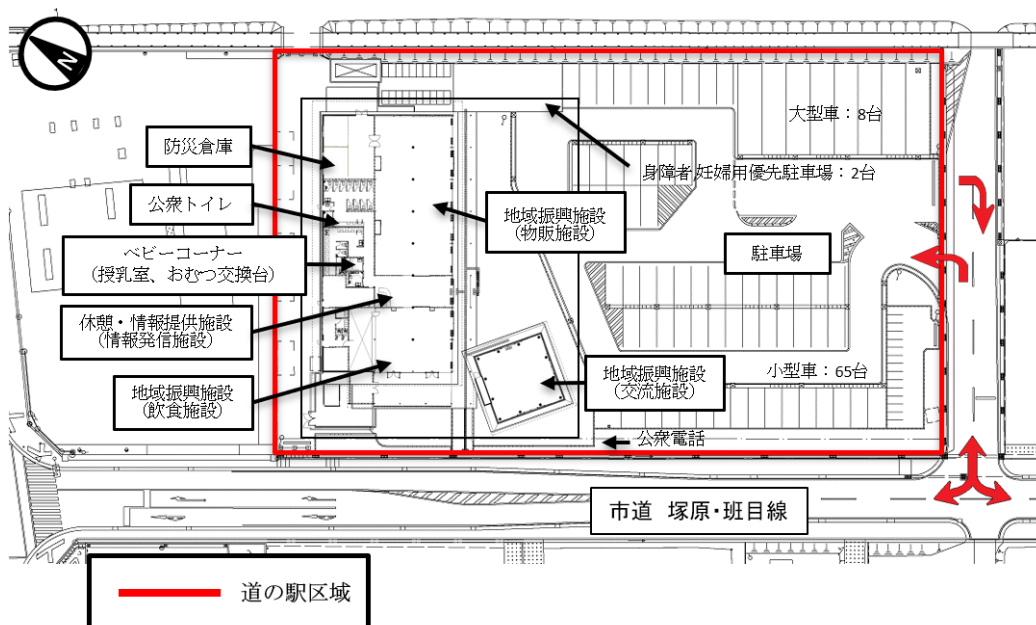 N
大型車：8台
防災倉庫
身障者 妊婦用優先駐車場：2台
公衆トイレ
地域振興施設
(物販施設)
ベビーコーナー
(授乳室、おむつ交換台)
駐車場
休憩・情報提供施設
(情報発信施設)
地域振興施設
(飲食施設)
地域振興施設
(交流施設)
小型車：65台
公衆電話
市道 塚原・班目線
道の駅区域